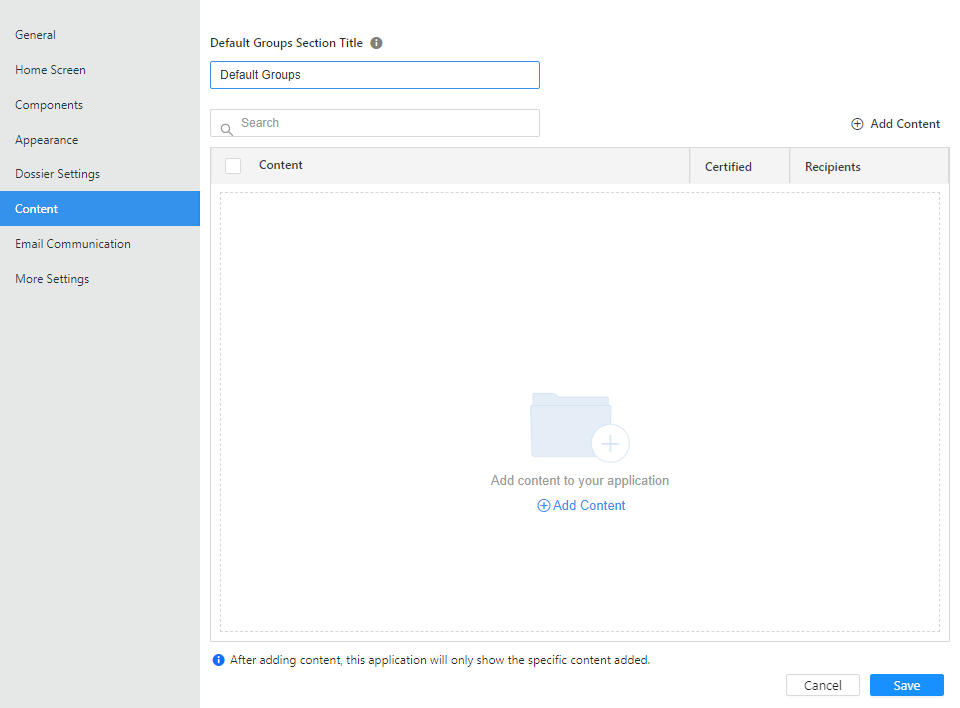 General
Home Screen
Components
Appearance
Dossier Settings
Content
Email Communication
More Settings
Default Groups Section Title
Default Groups
Search
Add Content
Content Certified Recipients
Add content to your application
Add Content
After adding content, this application will only show the specific content added.
Cancel Save